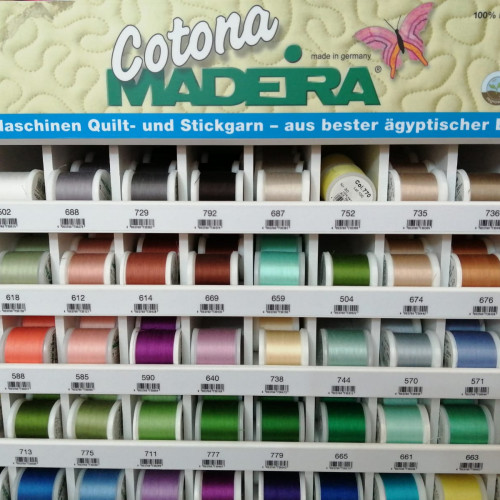 Cotona
made in germany
100%
MADEIRA®
Maschinen Quilt- und Stickgarn – aus bester ägyptischer
Col. 770
502 688 729 792 687 752 735 736
618 612 614 669 659 504 674 676
588 585 590 640 738 744 570 571
713 775 711 777 779 665 661 663